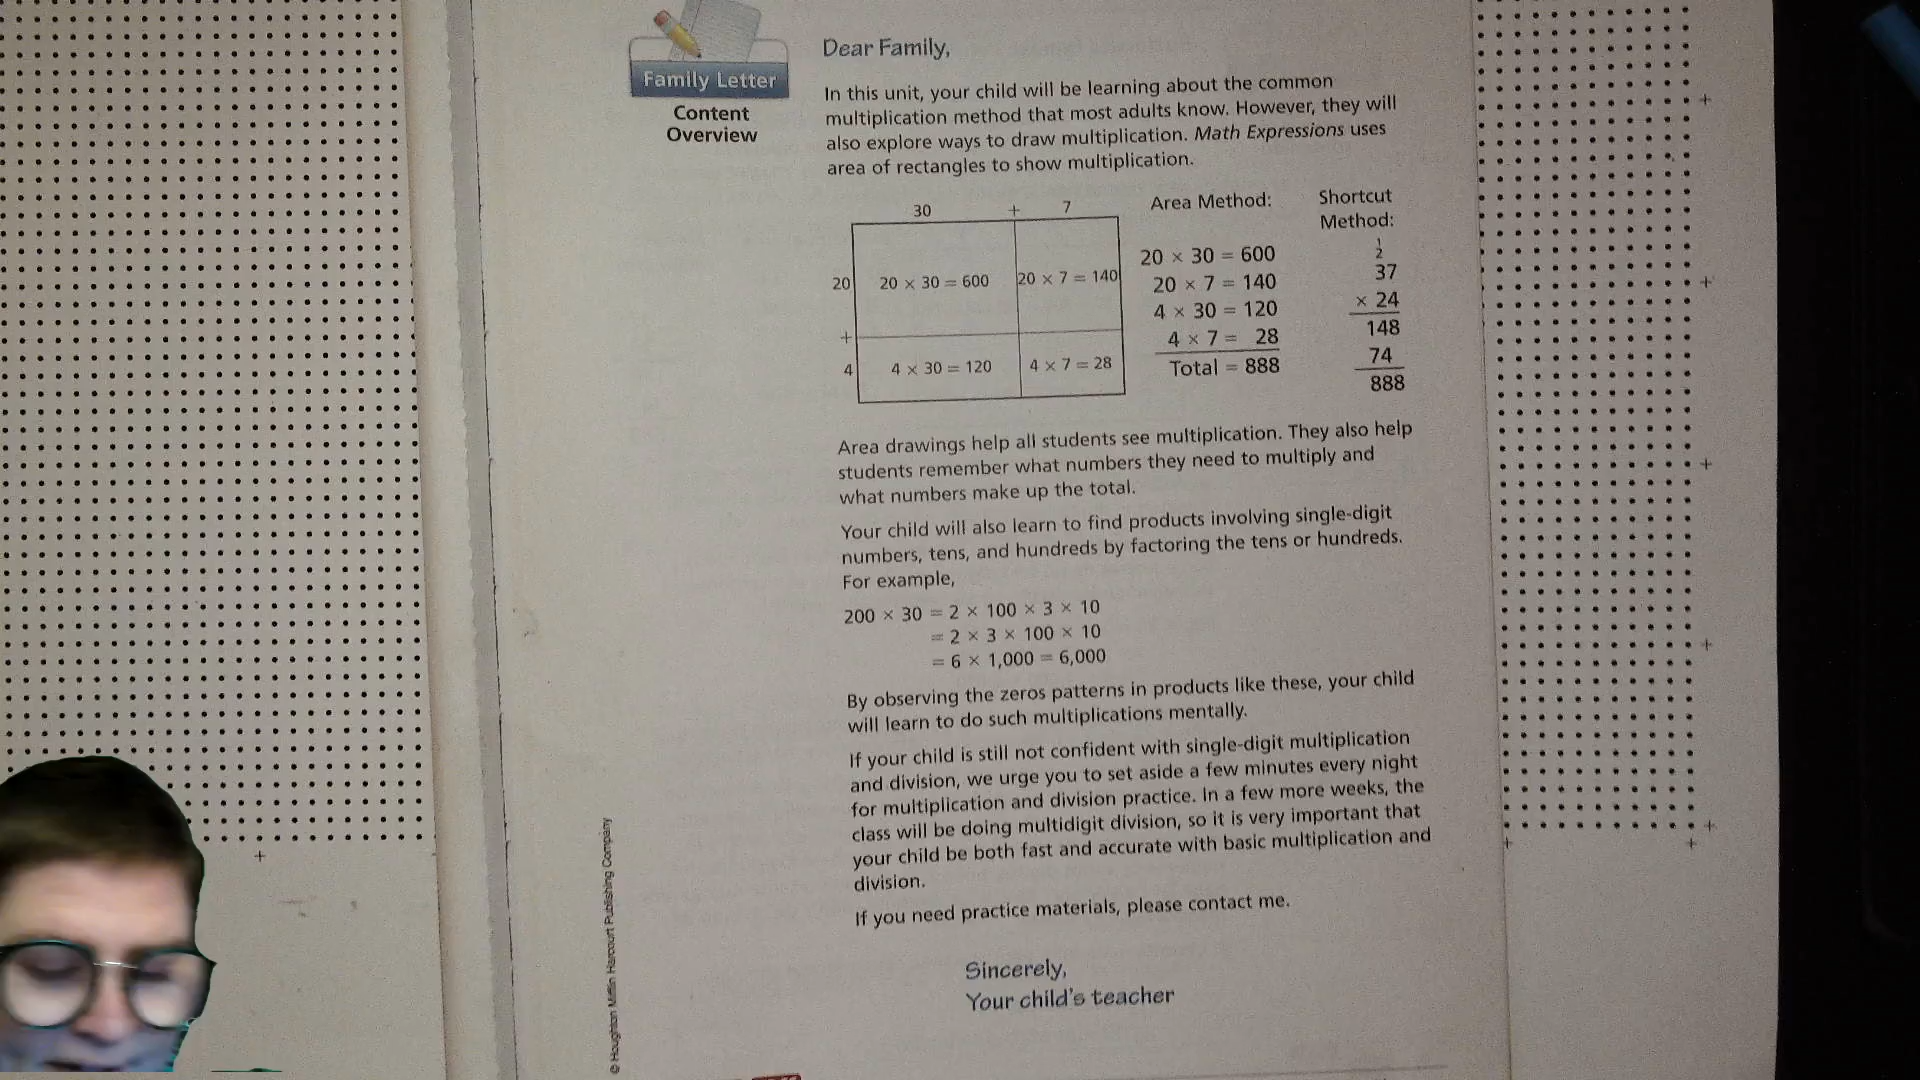 Family Letter
Content
Overview
Dear Family,
In this unit, your child will be learning about the common
multiplication method that most adults know. However, they will
also explore ways to draw multiplication. Math Expressions uses
area of rectangles to show multiplication.
30 + 7
20
20 × 30 = 600
20 × 7 = 140
+
4
4 × 30 = 120
4 × 7 = 28
Area Method:
20 × 30 = 600
20 × 7 = 140
4 × 30 = 120
4 × 7 = 28
Total = 888
Shortcut
Method:
1
2
37
× 24
148
74
888
Area drawings help all students see multiplication. They also help
students remember what numbers they need to multiply and
what numbers make up the total.
Your child will also learn to find products involving single-digit
numbers, tens, and hundreds by factoring the tens or hundreds.
For example,
200 × 30 = 2 × 100 × 3 × 10
= 2 × 3 × 100 × 10
= 6 × 1,000 = 6,000
By observing the zeros patterns in products like these, your child
will learn to do such multiplications mentally.
If your child is still not confident with single-digit multiplication
and division, we urge you to set aside a few minutes every night
for multiplication and division practice. In a few more weeks, the
class will be doing multidigit division, so it is very important that
your child be both fast and accurate with basic multiplication and
division.
If you need practice materials, please contact me.
Sincerely,
Your child's teacher
© Houghton Mifflin Harcourt Publishing Company